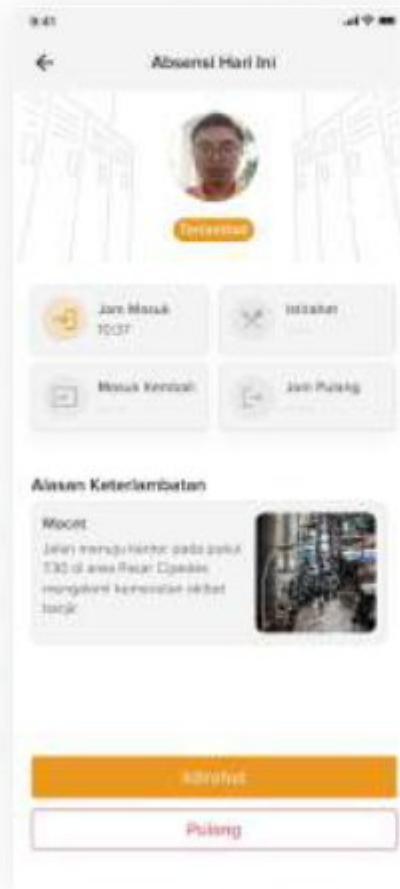 9:41
Absensi Hari Ini
Terlambat
Jam Masuk
10:37
Istirahat
Masuk Kembali
Jam Pulang
Alasan Keterlambatan
Macet
Jalan menuju kantor pada pukul
7.30 di area Pasar
mengalami kemacetan akibat
banjir
Istirahat
Pulang